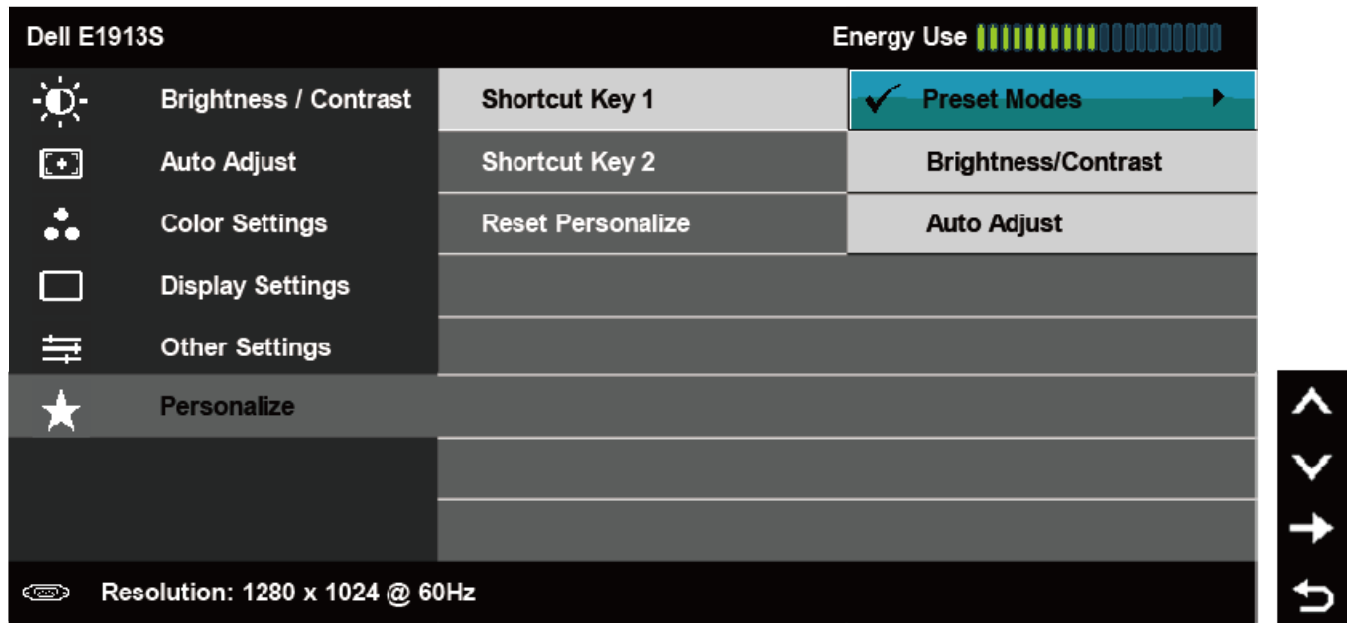 Dell E1913S Energy Use
Brightness / Contrast Shortcut Key 1 Preset Modes
Auto Adjust Shortcut Key 2 Brightness/Contrast
Color Settings Reset Personalize Auto Adjust
Display Settings
Other Settings
Personalize
Resolution: 1280 x 1024 @ 60Hz